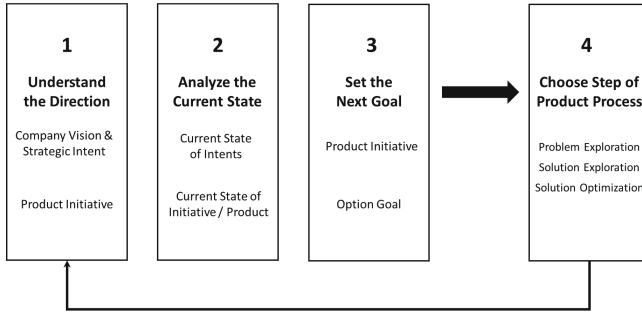 1
Understand
the Direction
Company Vision &
Strategic Intent
Product Initiative
2
Analyze the
Current State
Current State
of Intents
Current State of
Initiative / Product
3
Set the
Next Goal
Product Initiative
Option Goal
4
Choose Step of
Product Process
Problem Exploration
Solution Exploration
Solution Optimization